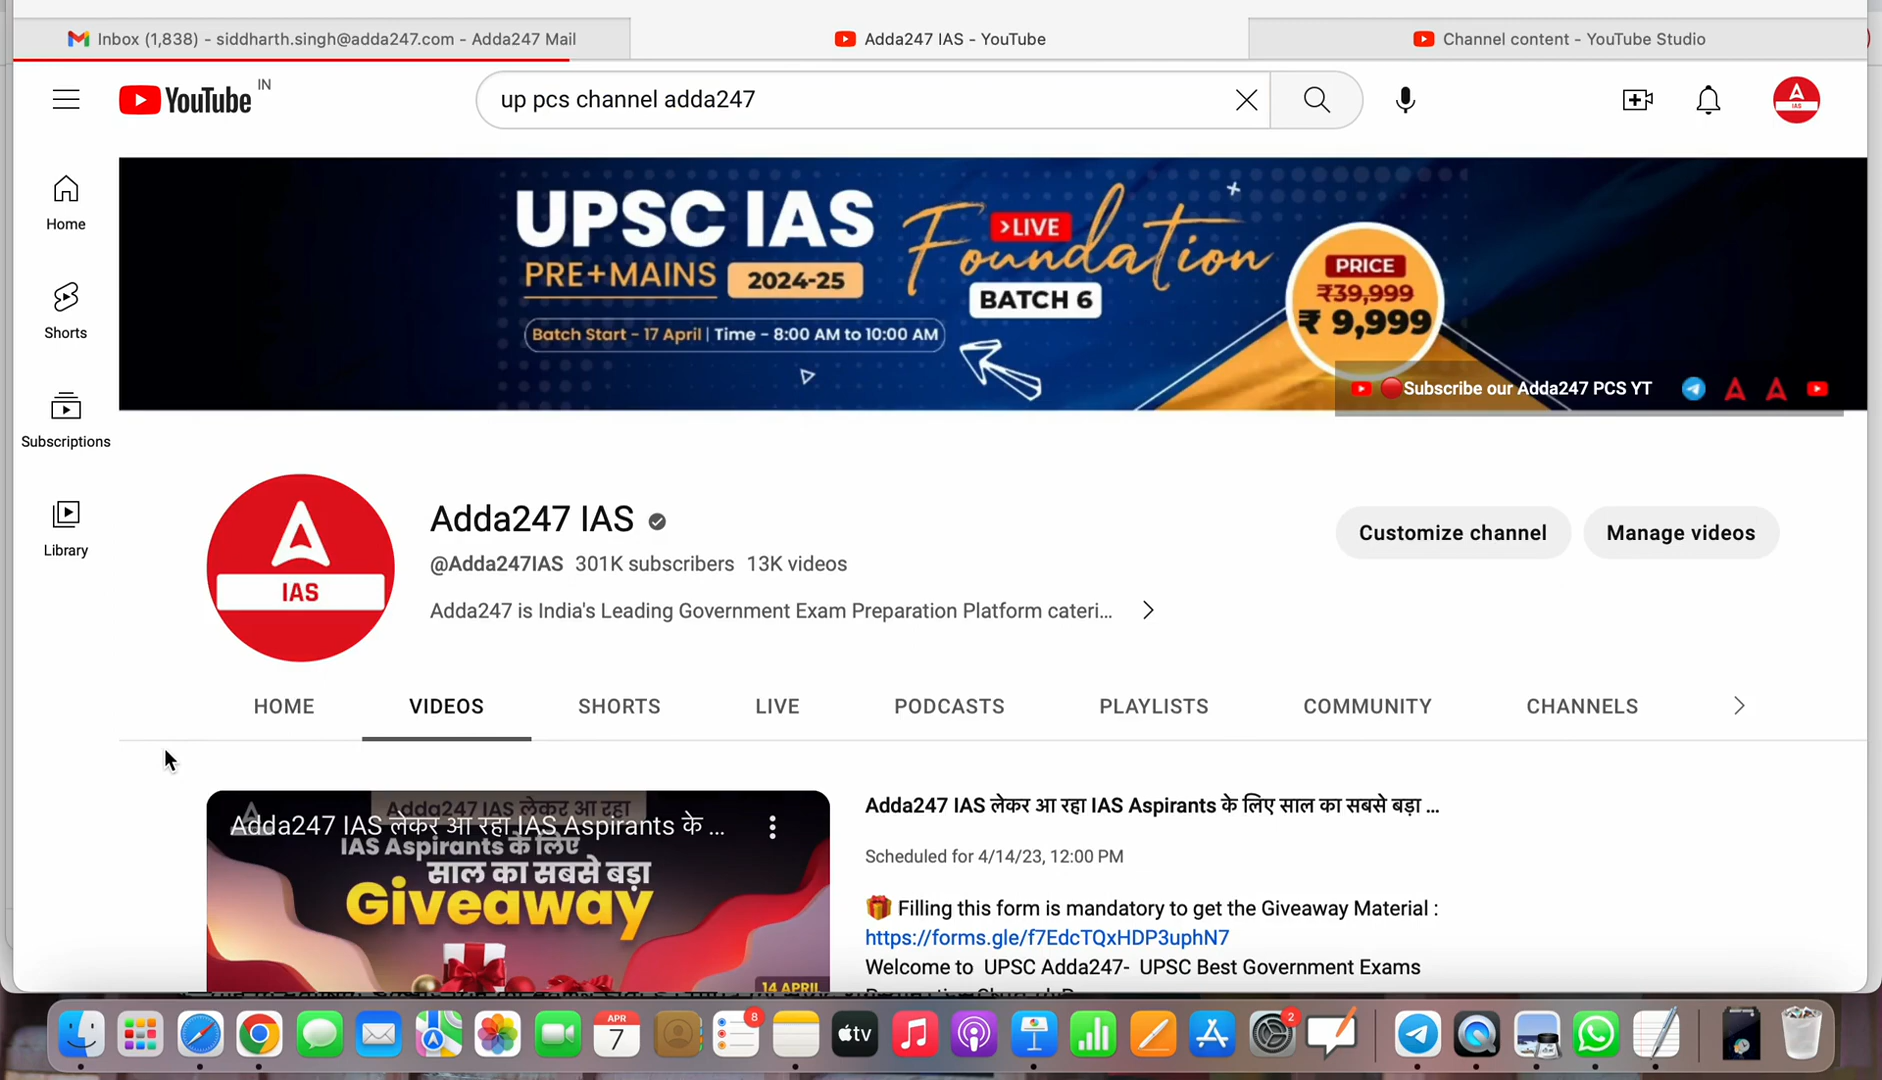 Inbox (1,838) - siddharth.singh@adda247.com - Adda247 Mail
Adda247 IAS - YouTube
Channel content - YouTube Studio
YouTube IN
up pcs channel adda247
Home
Shorts
Subscriptions
Library
UPSC IAS
PRE+MAINS 2024-25
>LIVE
Foundation
BATCH 6
Batch Start - 17 April | Time - 8:00 AM to 10:00 AM
PRICE
₹39,999
₹ 9,999
Subscribe our Adda247 PCS YT
IAS
Adda247 IAS
@Adda247IAS 301K subscribers 13K videos
Adda247 is India's Leading Government Exam Preparation Platform cateri...
Customize channel
Manage videos
HOME
VIDEOS
SHORTS
LIVE
PODCASTS
PLAYLISTS
COMMUNITY
CHANNELS
Adda247 IAS लेकर आ रहा
Adda247 IAS लेकर आ रहा IAS Aspirants के ...
IAS Aspirants के लिए
साल का सबसे बड़ा
Giveaway
14 APRIL
Adda247 IAS लेकर आ रहा IAS Aspirants के लिए साल का सबसे बड़ा ...
Scheduled for 4/14/23, 12:00 PM
Filling this form is mandatory to get the Giveaway Material :
https://forms.gle/f7EdcTQxHDP3uphN7
Welcome to UPSC Adda247- UPSC Best Government Exams
APR
7
8
tv
2